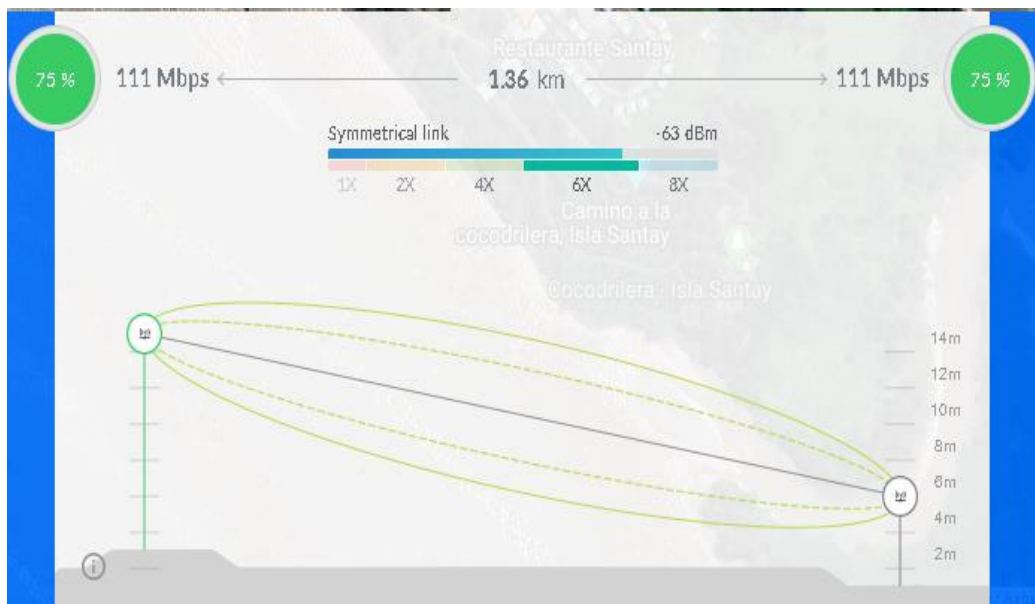 Restaurante Santay
75 %
111 Mbps
1.36 km
111 Mbps
75 %
Symmetrical link
-63 dBm
1X
2X
4X
6X
8X
Camino a la
cocodrilera, Isla Santay
Cocodrilera - Isla Santay
14m
12m
10m
8m
6m
4m
2m
i